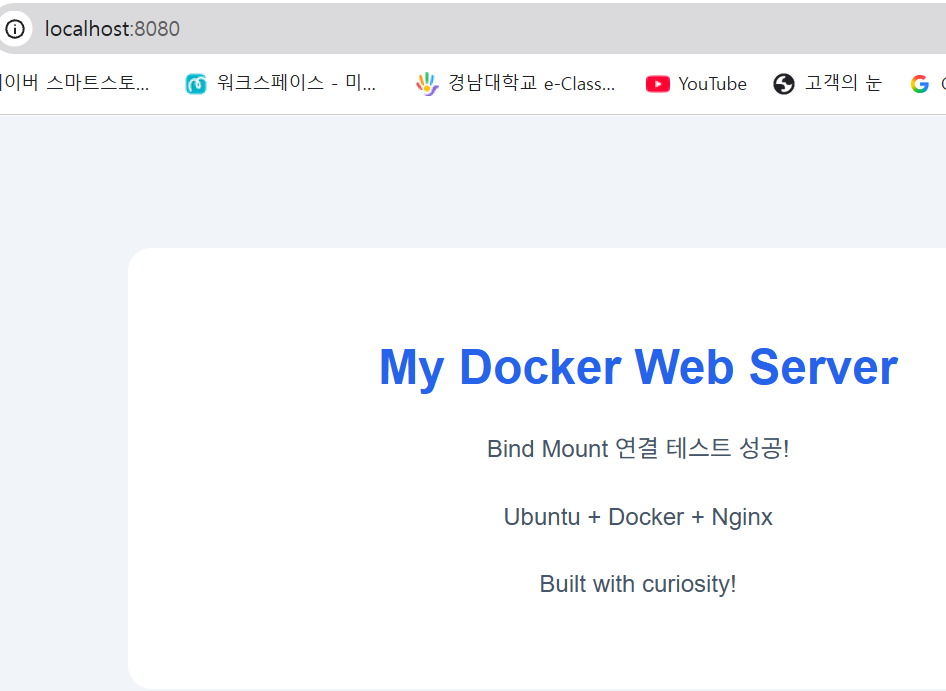 localhost:8080
이버 스마트스토... 워크스페이스 - 미... 경남대학교 e-Class... YouTube 고객의 눈
My Docker Web Server
Bind Mount 연결 테스트 성공!
Ubuntu + Docker + Nginx
Built with curiosity!